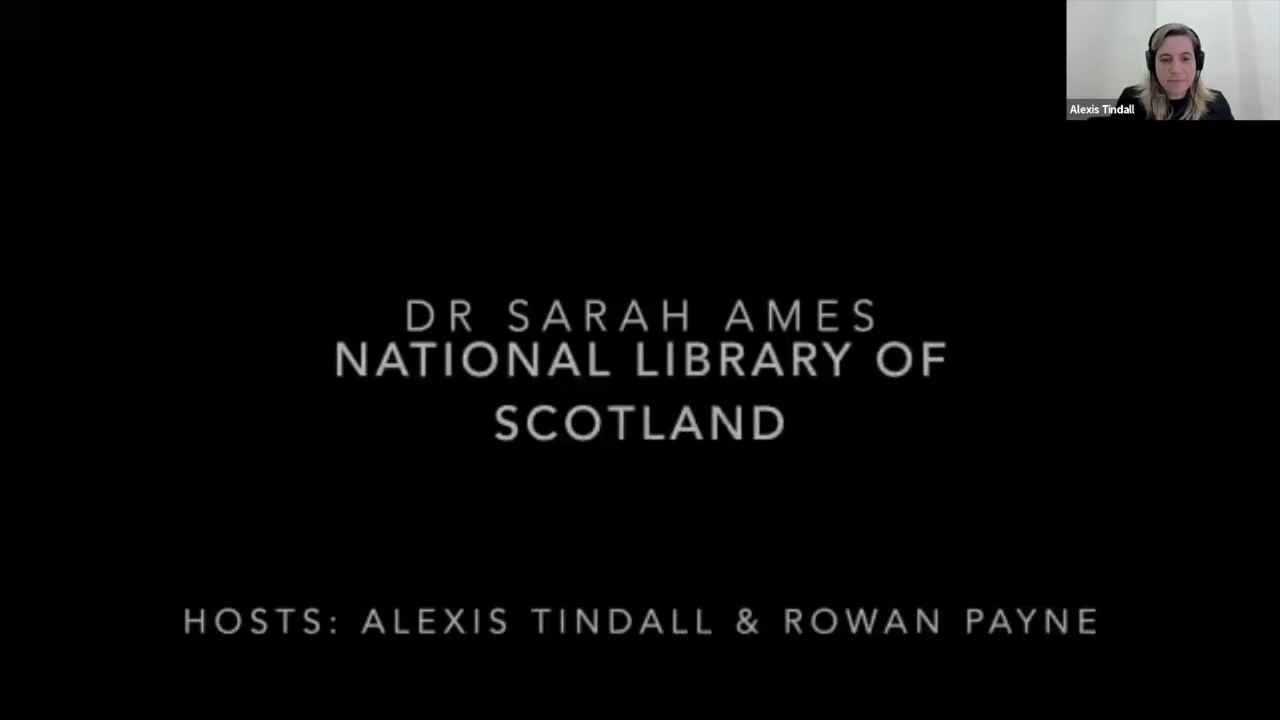 Alexis Tindall
DR SARAH AMES
NATIONAL LIBRARY OF
SCOTLAND
HOSTS: ALEXIS TINDALL & ROWAN PAYNE